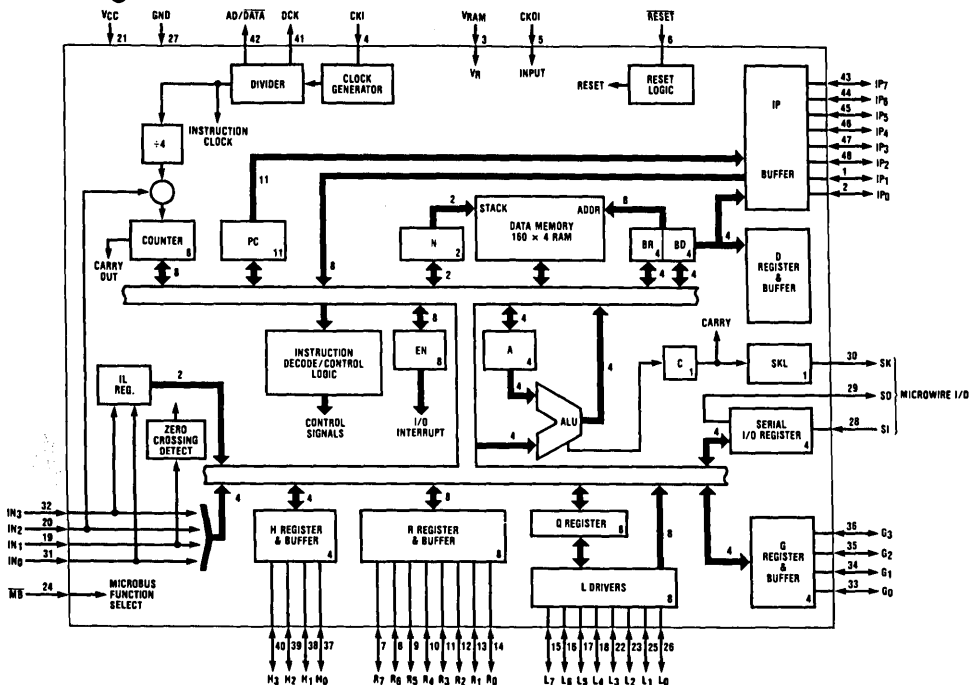 VCC GND AD/DATA DCK CKI VRAM CKOI RESET
21 27 42 41 4 3 5 6
DIVIDER
CLOCK GENERATOR
VR
INPUT
RESET
RESET LOGIC
INSTRUCTION CLOCK
÷4
IP BUFFER
43 IP7
44 IP6
45 IP5
46 IP4
47 IP3
48 IP2
1 IP1
2 IP0
11
COUNTER 8
CARRY OUT
PC 11
8
8
2
N 2
2
STACK ADDR
DATA MEMORY
160 × 4 RAM
8
BR 4
BD 4
4
4
4
D REGISTER & BUFFER
INSTRUCTION DECODE/CONTROL LOGIC
CONTROL SIGNALS
8
EN 8
I/O INTERRUPT
4
A 4
4
4
ALU
4
CARRY
C 1
SKL 1
30 SK
29 SO
28 SI
MICROWIRE I/O
SERIAL I/O REGISTER 4
4
IL REG.
2
ZERO CROSSING DETECT
IN3 32
IN2 20
IN1 19
IN0 31
4
MB 24
MICROBUS FUNCTION SELECT
4
H REGISTER & BUFFER 4
8
R REGISTER & BUFFER 8
Q REGISTER 8
8
L DRIVERS 8
4
G REGISTER & BUFFER 4
36 G3
35 G2
34 G1
33 G0
40 39 38 37
H3 H2 H1 H0
7 8 9 10 11 12 13 14
R7 R6 R5 R4 R3 R2 R1 R0
15 16 17 18 22 23 25 26
L7 L6 L5 L4 L3 L2 L1 L0